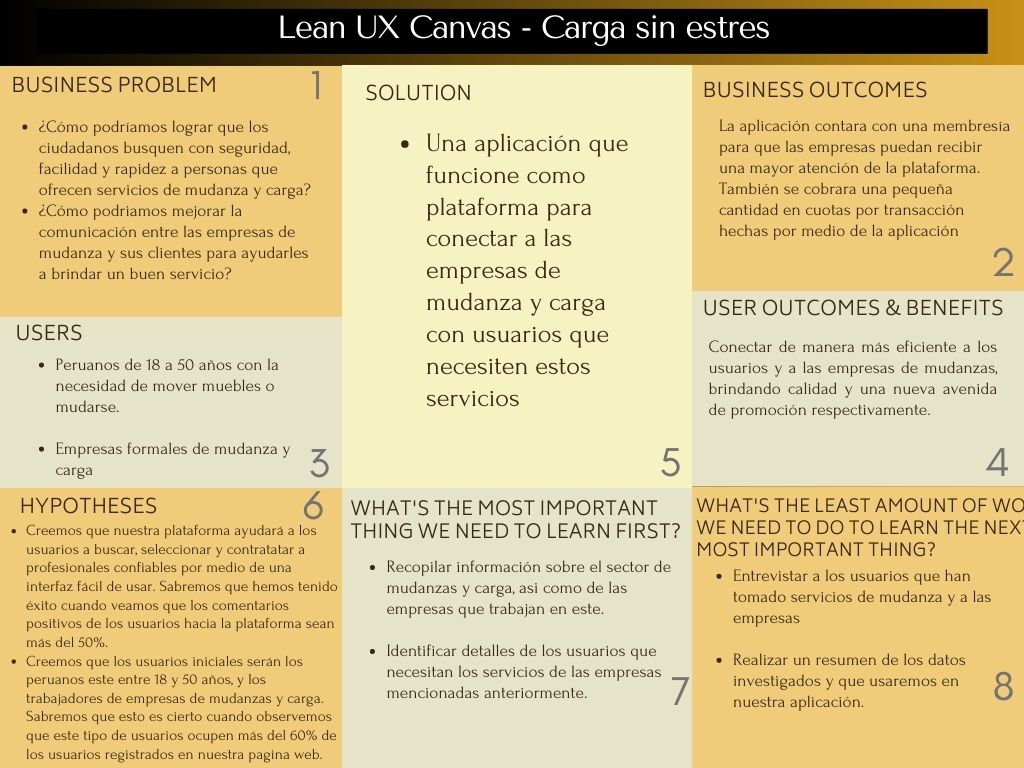 Lean UX Canvas - Carga sin estres
BUSINESS PROBLEM
1
• ¿Cómo podríamos lograr que los
ciudadanos busquen con seguridad,
facilidad y rapidez a personas que
ofrecen servicios de mudanza y carga?
• ¿Cómo podriamos mejorar la
comunicación entre las empresas de
mudanza y sus clientes para ayudarles
a brindar un buen servicio?
SOLUTION
• Una aplicación que
funcione como
plataforma para
conectar a las
empresas de
mudanza y carga
con usuarios que
necesiten estos
servicios
5
BUSINESS OUTCOMES
La aplicación contara con una membresía
para que las empresas puedan recibir
una mayor atención de la plataforma.
También se cobrara una pequeña
cantidad en cuotas por transacción
hechas por medio de la aplicación
2
USERS
• Peruanos de 18 a 50 años con la
necesidad de mover muebles o
mudarse.
• Empresas formales de mudanza y
carga
3
USER OUTCOMES & BENEFITS
Conectar de manera más eficiente a los
usuarios y a las empresas de mudanzas,
brindando calidad y una nueva avenida
de promoción respectivamente.
4
HYPOTHESES
6
• Creemos que nuestra plataforma ayudará a los
usuarios a buscar, seleccionar y contratatar a
profesionales confiables por medio de una
interfaz fácil de usar. Sabremos que hemos tenido
éxito cuando veamos que los comentarios
positivos de los usuarios hacia la plataforma sean
más del 50%.
• Creemos que los usuarios iniciales serán los
peruanos este entre 18 y 50 años, y los
trabajadores de empresas de mudanzas y carga.
Sabremos que esto es cierto cuando observemos
que este tipo de usuarios ocupen más del 60% de
los usuarios registrados en nuestra pagina web.
WHAT'S THE MOST IMPORTANT
THING WE NEED TO LEARN FIRST?
• Recopilar información sobre el sector de
mudanzas y carga, asi como de las
empresas que trabajan en este.
• Identificar detalles de los usuarios que
necesitan los servicios de las empresas
mencionadas anteriormente.
7
WHAT'S THE LEAST AMOUNT OF WO
WE NEED TO DO TO LEARN THE NEXT
MOST IMPORTANT THING?
• Entrevistar a los usuarios que han
tomado servicios de mudanza y a las
empresas
• Realizar un resumen de los datos
investigados y que usaremos en
nuestra aplicación.
8